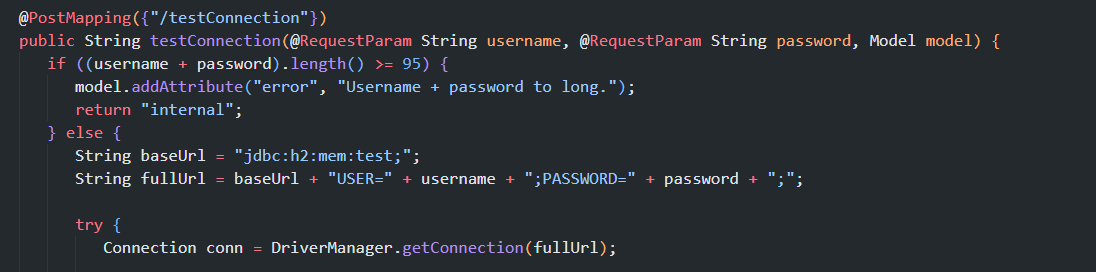 @PostMapping({"/testConnection"})
public String testConnection(@RequestParam String username, @RequestParam String password, Model model) {
if ((username + password).length() >= 95) {
model.addAttribute("error", "Username + password to long.");
return "internal";
} else {
String baseUrl = "jdbc:h2:mem:test;";
String fullUrl = baseUrl + "USER=" + username + ";PASSWORD=" + password + ";";
try {
Connection conn = DriverManager.getConnection(fullUrl);